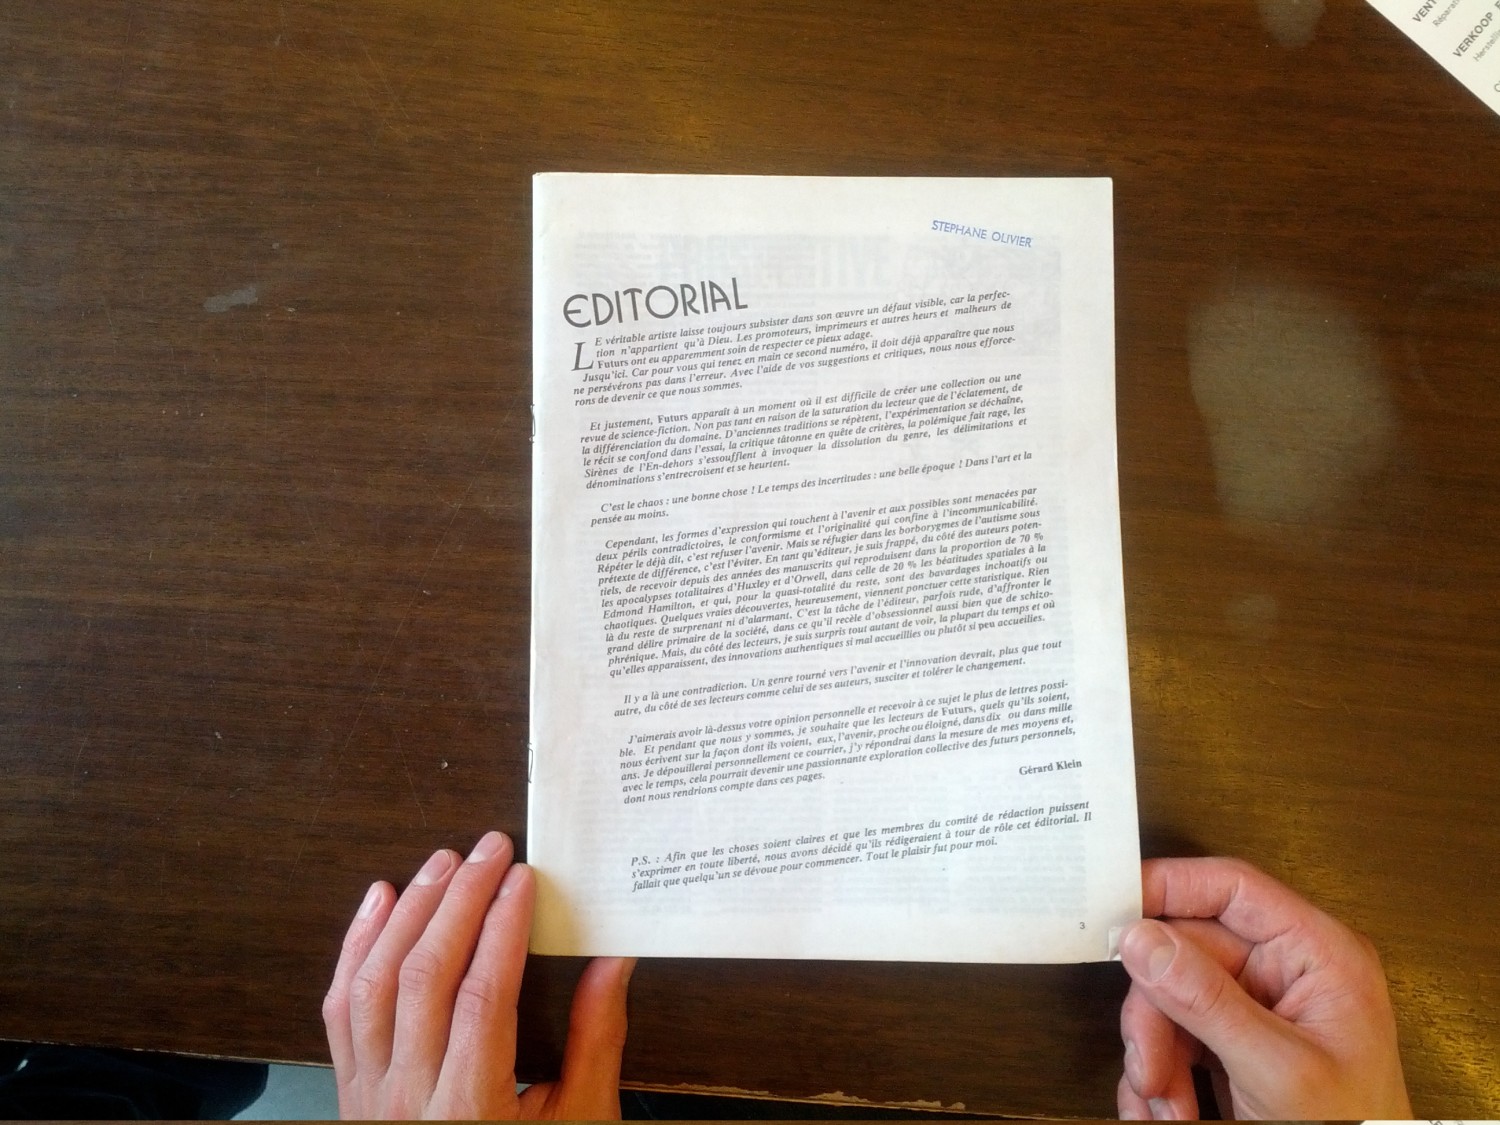 STEPHANE OLIVIER
EDITORIAL
LE véritable artiste laisse toujours subsister dans son œuvre un défaut visible, car la perfec-
tion n'appartient qu'à Dieu. Les promoteurs, imprimeurs et autres heurs et malheurs de
Futurs ont eu apparemment soin de respecter ce pieux adage.
Jusqu'ici. Car pour vous qui tenez en main ce second numéro, il doit déjà apparaître que nous
ne persévérons pas dans l'erreur. Avec l'aide de vos suggestions et critiques, nous nous efforce-
rons de devenir ce que nous sommes.
Et justement, Futurs apparaît à un moment où il est difficile de créer une collection ou une
revue de science-fiction. Non pas tant en raison de la saturation du lecteur que de l'éclatement, de
la différenciation du domaine. D'anciennes traditions se répètent, l'expérimentation se déchaîne,
le récit se confond dans l'essai, la critique tâtonne en quête de critères, la polémique fait rage, les
Sirènes de l'En-dehors s'essoufflent à invoquer la dissolution du genre, les délimitations et
dénominations s'entrecroisent et se heurtent.
C'est le chaos : une bonne chose ! Le temps des incertitudes : une belle époque ! Dans l'art et la
pensée au moins.
Cependant, les formes d'expression qui touchent à l'avenir et aux possibles sont menacées par
deux périls contradictoires, le conformisme et l'originalité qui confine à l'incommunicabilité.
Répéter le déjà dit, c'est refuser l'avenir. Mais se réfugier dans les borborygmes de l'autisme sous
prétexte de différence, c'est l'éviter. En tant qu'éditeur, je suis frappé, du côté des auteurs poten-
tiels, de recevoir depuis des années des manuscrits qui reproduisent dans la proportion de 70 %
les apocalypses totalitaires d'Huxley et d'Orwell, dans celle de 20 % les béatitudes spatiales à la
Edmond Hamilton, et qui, pour la quasi-totalité du reste, sont des bavardages inchoatifs ou
chaotiques. Quelques vraies découvertes, heureusement, viennent ponctuer cette statistique. Rien
là du reste de surprenant ni d'alarmant. C'est la tâche de l'éditeur, parfois rude, d'affronter le
grand délire primaire de la société, dans ce qu'il recèle d'obsessionnel aussi bien que de schizo-
phrénique. Mais, du côté des lecteurs, je suis surpris tout autant de voir, la plupart du temps et où
qu'elles apparaissent, des innovations authentiques si mal accueillies ou plutôt si peu accueilies.
Il y a là une contradiction. Un genre tourné vers l'avenir et l'innovation devrait, plus que tout
autre, du côté de ses lecteurs comme celui de ses auteurs, susciter et tolérer le changement.
J'aimerais avoir là-dessus votre opinion personnelle et recevoir à ce sujet le plus de lettres possi-
ble. Et pendant que nous y sommes, je souhaite que les lecteurs de Futurs, quels qu'ils soient,
nous écrivent sur la façon dont ils voient, eux, l'avenir, proche ou éloigné, dans dix ou dans mille
ans. Je dépouillerai personnellement ce courrier, j'y répondrai dans la mesure de mes moyens et,
avec le temps, cela pourrait devenir une passionnante exploration collective des futurs personnels,
dont nous rendrions compte dans ces pages.
Gérard Klein
P.S. : Afin que les choses soient claires et que les membres du comité de rédaction puissent
s'exprimer en toute liberté, nous avons décidé qu'ils rédigeraient à tour de rôle cet éditorial. Il
fallait que quelqu'un se dévoue pour commencer. Tout le plaisir fut pour moi.
3
VERKOOP